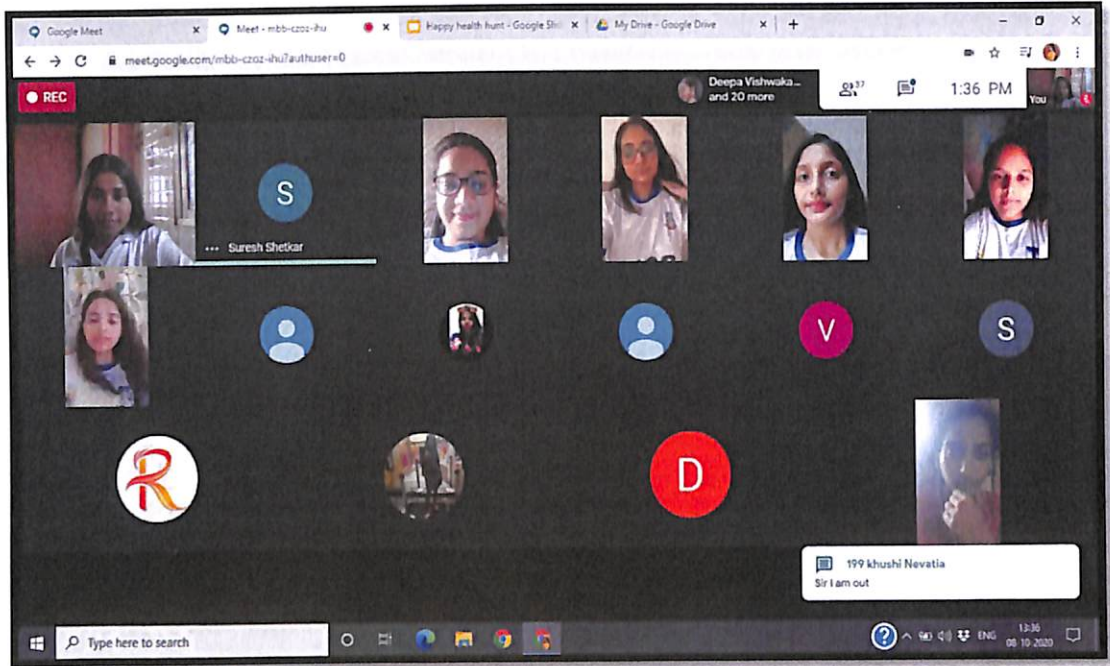 Google Meet
Meet - mbb-czoz-ihu
Happy health hunt - Google Sli
My Drive - Google Drive
meet.google.com/mbb-czoz-ihu?authuser=0
REC
Deepa Vishwaka...
and 20 more
37
1:36 PM
You
S
Suresh Shetkar
V
S
R
D
199 khushi Nevatia
Sir I am out
Type here to search
ENG
13:36
08-10-2020